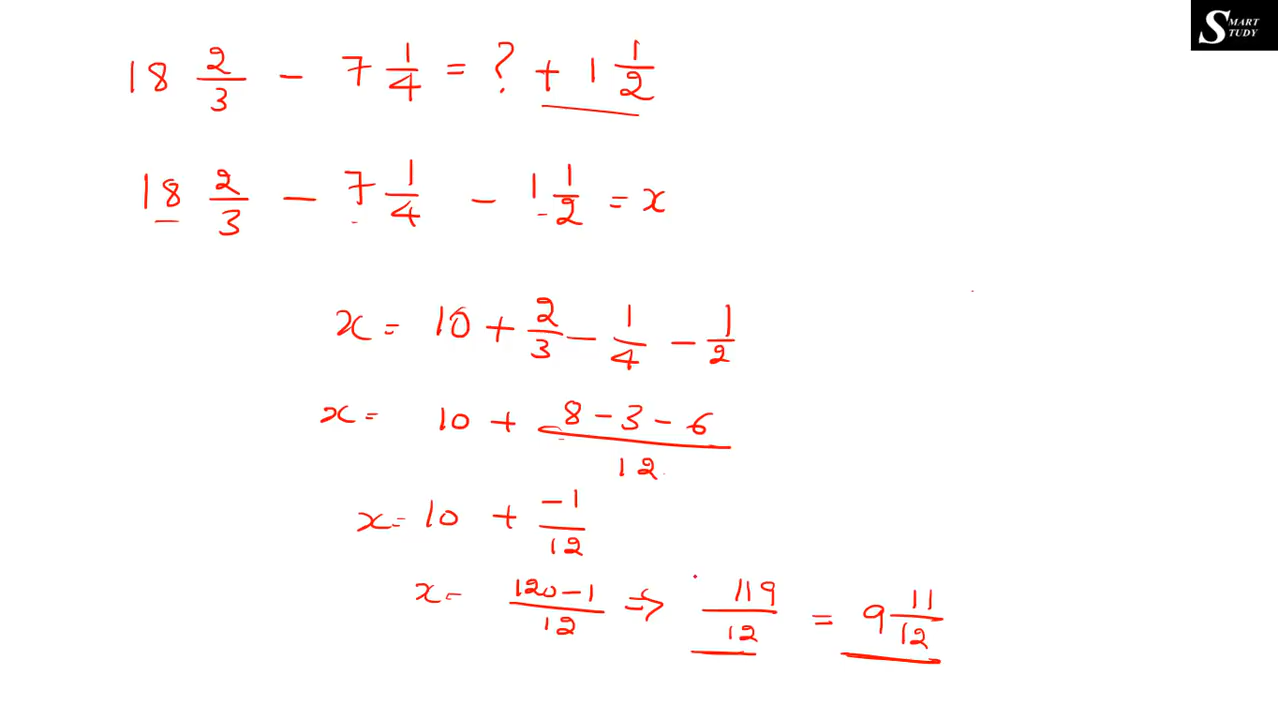 SMART STUDY
18 2/3 - 7 1/4 = ? + 1 1/2
18 2/3 - 7 1/4 - 1 1/2 = x
x = 10 + 2/3 - 1/4 - 1/2
x = 10 + (8 - 3 - 6)/12
x = 10 + -1/12
x = (120 - 1)/12 ⇒ 119/12 = 9 11/12